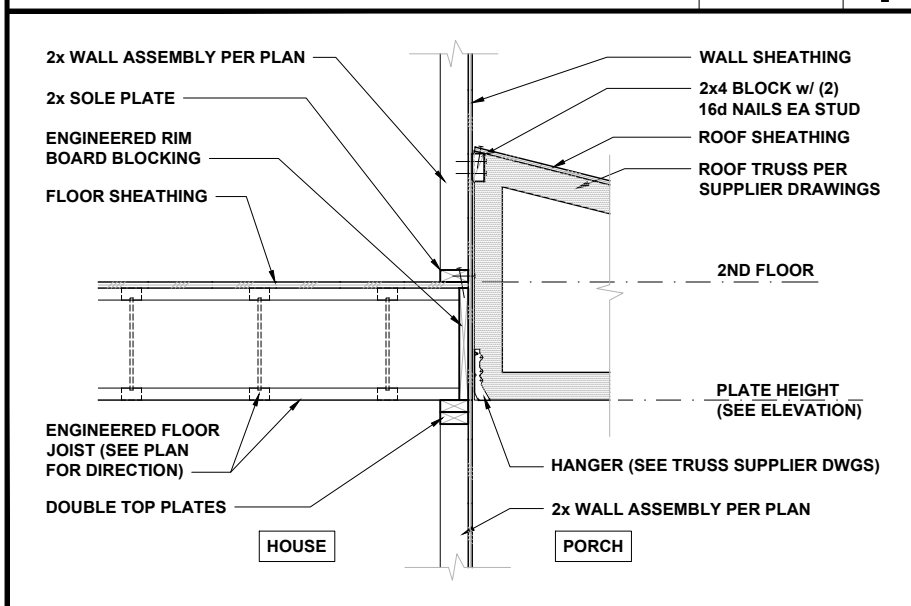 2x WALL ASSEMBLY PER PLAN
2x SOLE PLATE
ENGINEERED RIM
BOARD BLOCKING
FLOOR SHEATHING
WALL SHEATHING
2x4 BLOCK w/ (2)
16d NAILS EA STUD
ROOF SHEATHING
ROOF TRUSS PER
SUPPLIER DRAWINGS
2ND FLOOR
PLATE HEIGHT
(SEE ELEVATION)
ENGINEERED FLOOR
JOIST (SEE PLAN
FOR DIRECTION)
DOUBLE TOP PLATES
HANGER (SEE TRUSS SUPPLIER DWGS)
2x WALL ASSEMBLY PER PLAN
HOUSE
PORCH